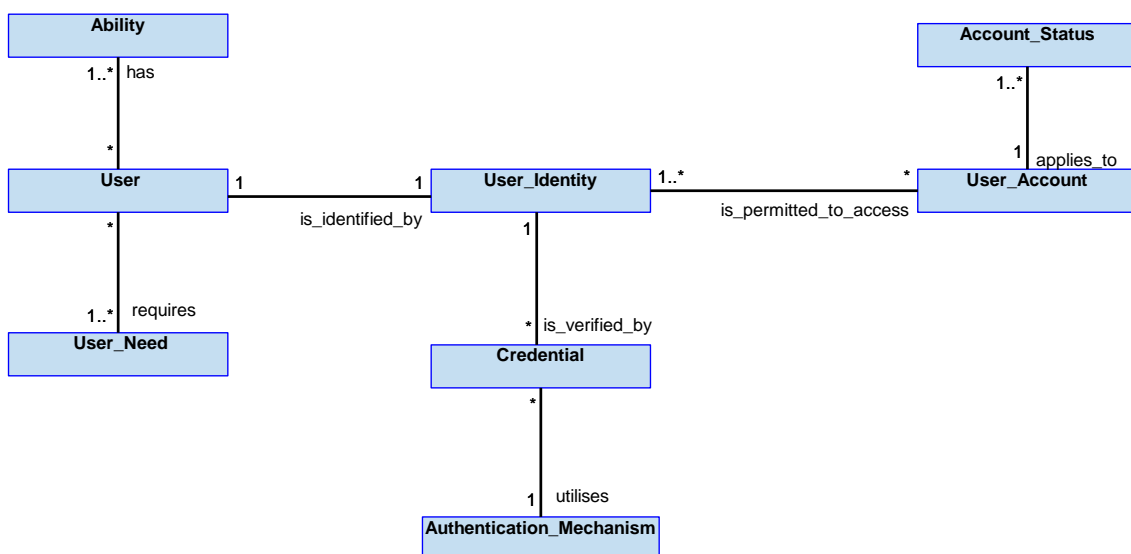 Ability
Account_Status
1..*
has
1..*
*
1
applies_to
User
1
1
User_Identity
1..*
*
User_Account
is_identified_by
is_permitted_to_access
*
1
1..*
requires
*
is_verified_by
User_Need
Credential
*
1
utilises
Authentication_Mechanism